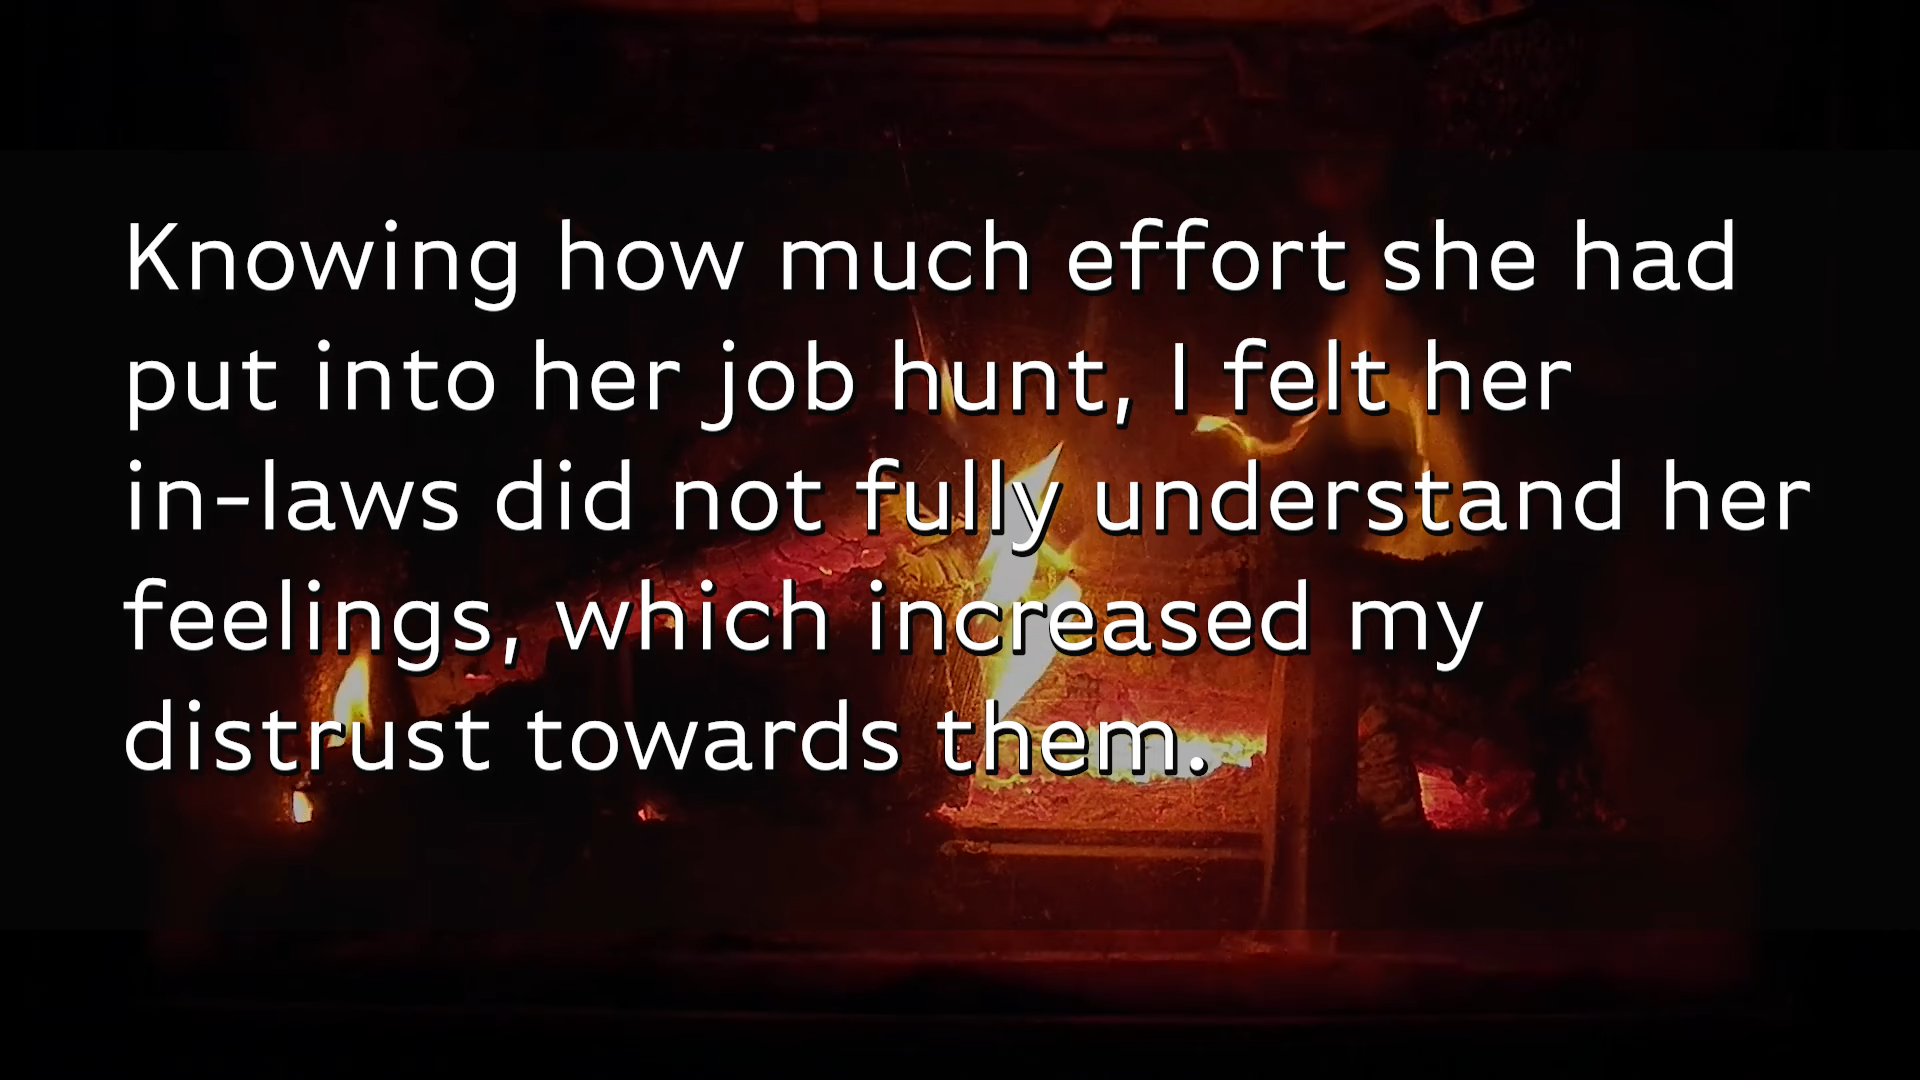 Knowing how much effort she had
put into her job hunt, I felt her
in-laws did not fully understand her
feelings, which increased my
distrust towards them.